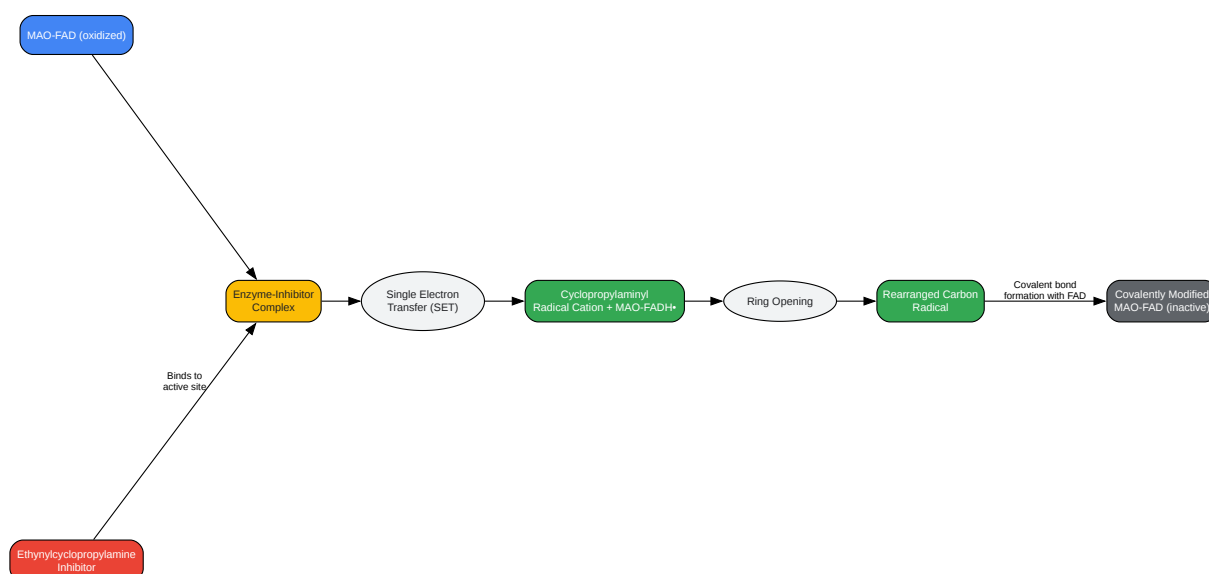 MAO-FAD (oxidized)
Enzyme-Inhibitor
Complex
Single Electron
Transfer (SET)
Cyclopropylaminyl
Radical Cation + MAO-FADH•
Ring Opening
Rearranged Carbon
Radical
Covalent bond
formation with FAD
Covalently Modified
MAO-FAD (inactive)
Binds to
active site
Ethynylcyclopropylamine
Inhibitor